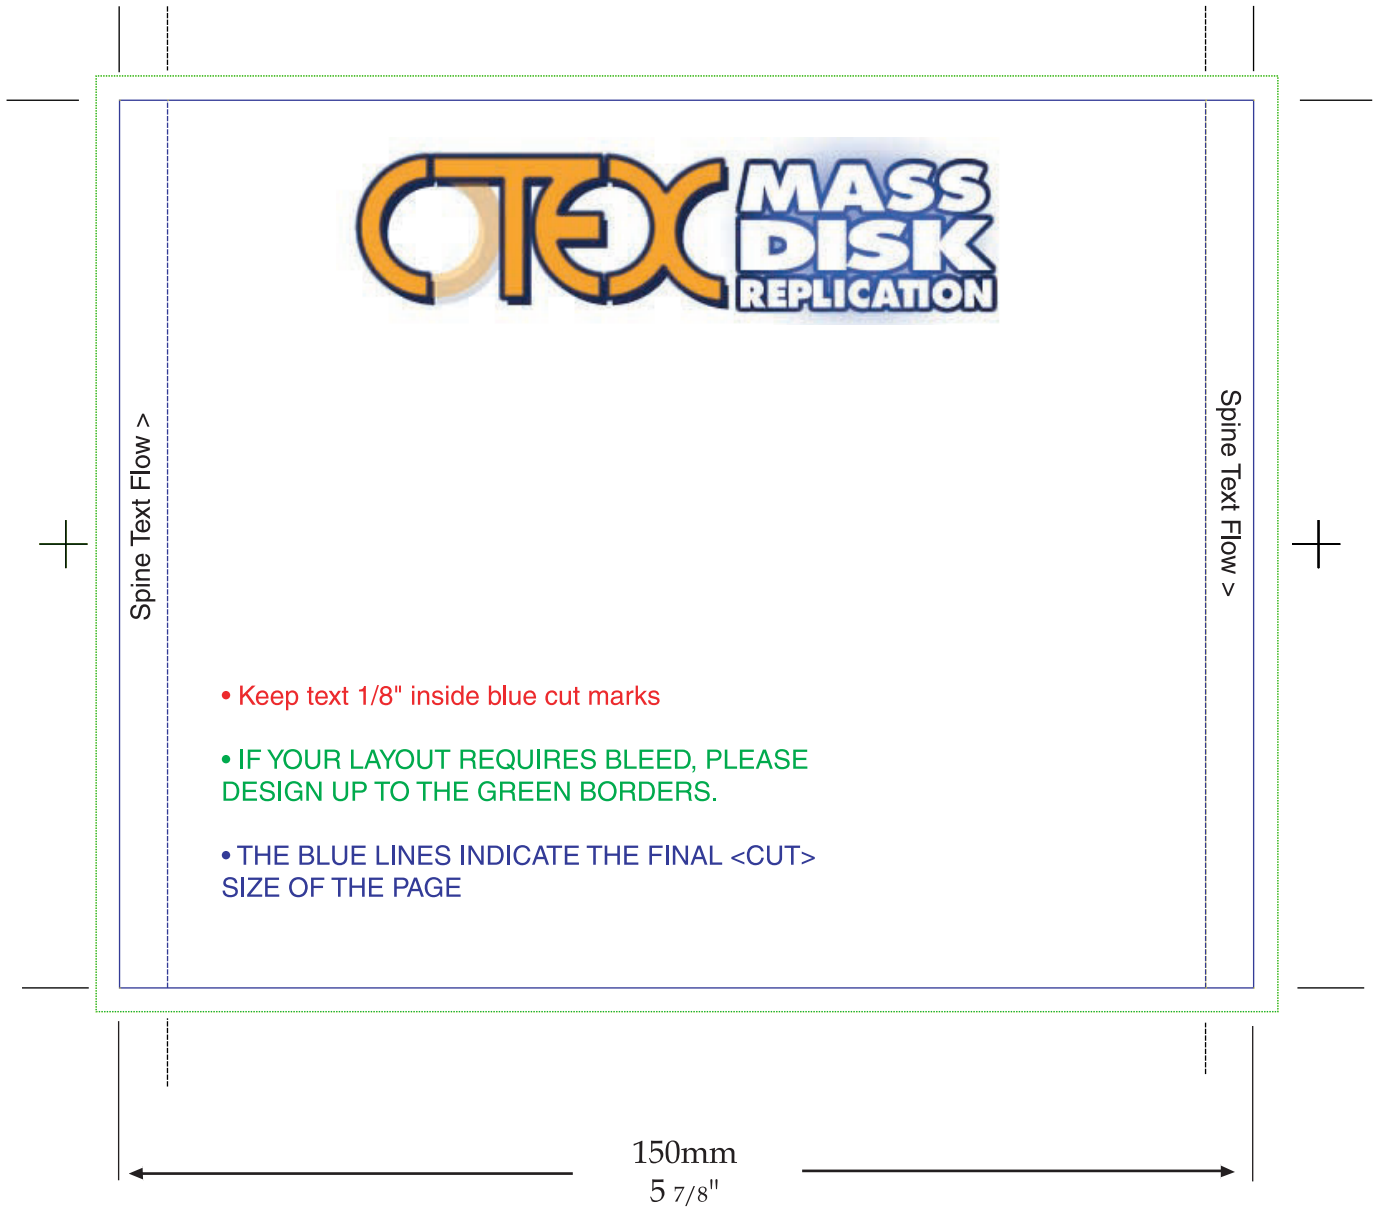 OTEX
MASS
DISK
REPLICATION
Spine Text Flow >
Spine Text Flow >
• Keep text 1/8" inside blue cut marks
• IF YOUR LAYOUT REQUIRES BLEED, PLEASE
DESIGN UP TO THE GREEN BORDERS.
• THE BLUE LINES INDICATE THE FINAL <CUT>
SIZE OF THE PAGE
150mm
5 7/8"